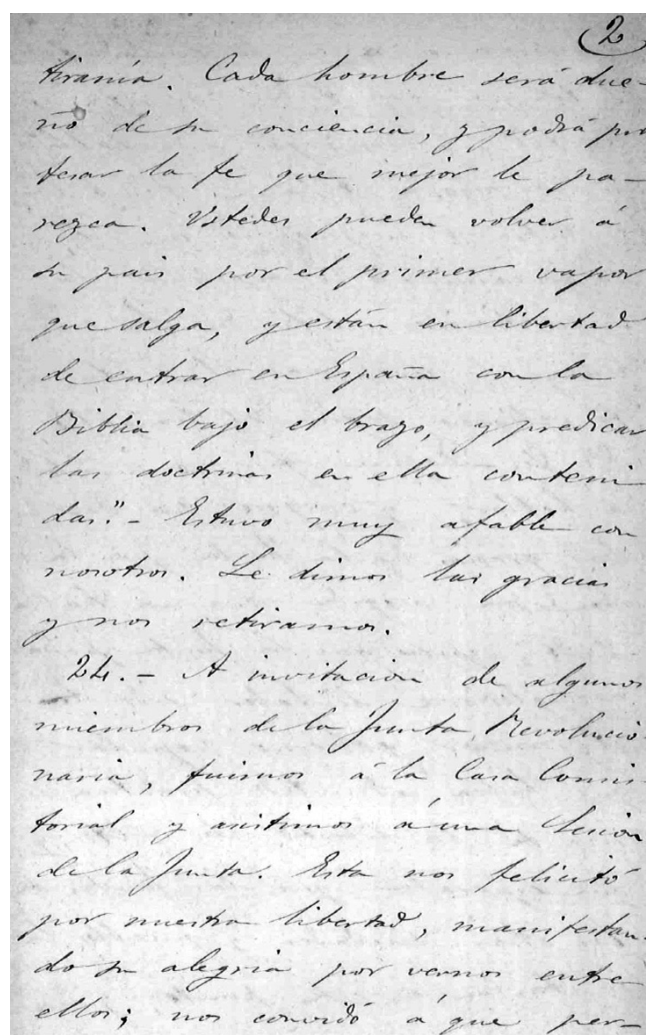 2
tiranía. Cada hombre será due-
ño de su conciencia, y podrá pro
fesar la fe que mejor le pa-
rezca. Ustedes pueden volver á
su pais por el primer vapor
que salga, y están en libertad
de entrar en España con la
Biblia bajo el brazo, y predicar
las doctrinas en ella conteni
das." - Estuvo muy afable con
nosotros. Le dimos las gracias
y nos retiramos.
24. - A invitacion de algunos
miembros de la Junta Revolucio-
naria, fuimos á la Casa Consis-
torial y asistimos á una Sesion
de la Junta. Esta nos felicitó
por nuestra libertad, manifestan-
do su alegria por vernos entre
ellos; nos convidó á que per-